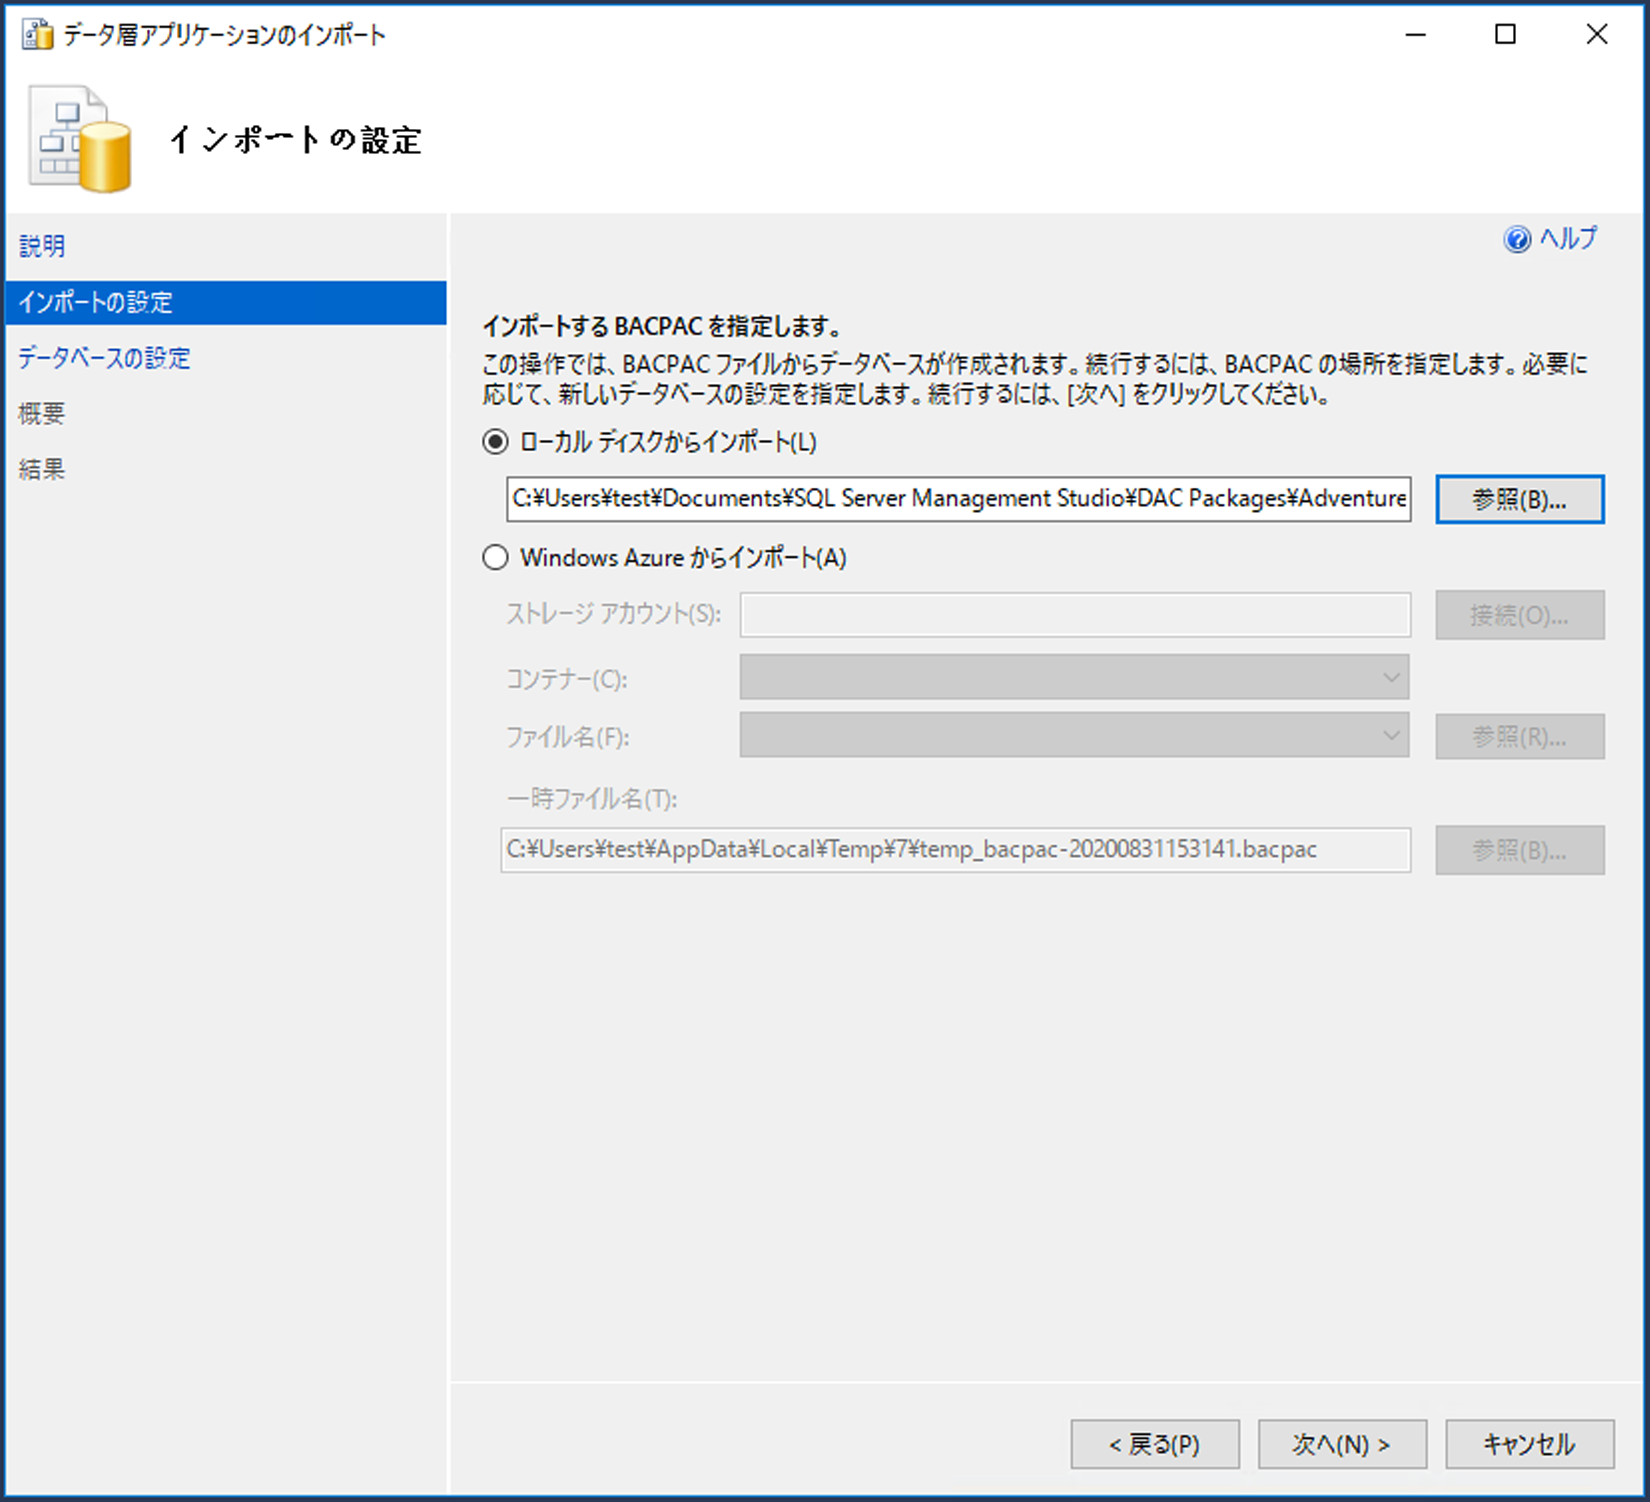 データ層アプリケーションのインポート
インポートの設定
説明
インポートの設定
データベースの設定
概要
結果
ヘルプ
インポートする BACPAC を指定します。
この操作では、BACPAC ファイルからデータベースが作成されます。続行するには、BACPAC の場所を指定します。必要に
応じて、新しいデータベースの設定を指定します。続行するには、[次へ] をクリックしてください。
ローカル ディスクからインポート(L)
C:¥Users¥test¥Documents¥SQL Server Management Studio¥DAC Packages¥Adventure 参照(B)...
Windows Azure からインポート(A)
ストレージ アカウント(S): 接続(O)...
コンテナー(C):
ファイル名(F): 参照(R)...
一時ファイル名(T):
C:¥Users¥test¥AppData¥Local¥Temp¥7¥temp_bacpac-20200831153141.bacpac 参照(B)...
< 戻る(P) 次へ(N) > キャンセル